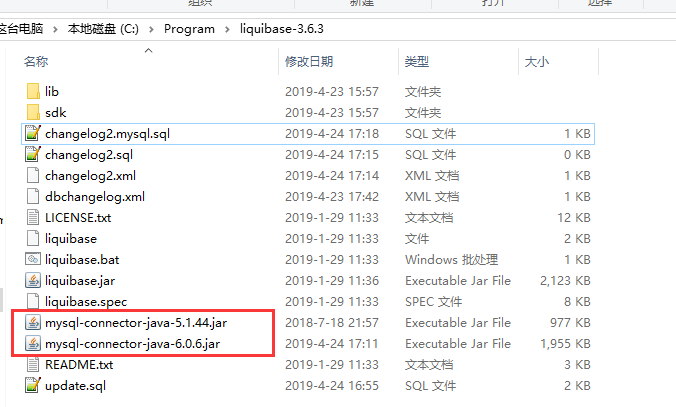 组织 新建 打开 选择
这台电脑 > 本地磁盘 (C:) > Program > liquibase-3.6.3
名称 修改日期 类型 大小
lib 2019-4-23 15:57 文件夹
sdk 2019-4-23 15:57 文件夹
changelog2.mysql.sql 2019-4-24 17:18 SQL 文件 1 KB
changelog2.sql 2019-4-24 17:15 SQL 文件 0 KB
changelog2.xml 2019-4-24 17:14 XML 文档 1 KB
dbchangelog.xml 2019-4-23 17:42 XML 文档 1 KB
LICENSE.txt 2019-1-29 11:33 文本文档 12 KB
liquibase 2019-1-29 11:33 文件 2 KB
liquibase.bat 2019-1-29 11:33 Windows 批处理 1 KB
liquibase.jar 2019-1-29 11:36 Executable Jar File 2,123 KB
liquibase.spec 2019-1-29 11:33 SPEC 文件 8 KB
mysql-connector-java-5.1.44.jar 2018-7-18 21:57 Executable Jar File 977 KB
mysql-connector-java-6.0.6.jar 2019-4-24 17:11 Executable Jar File 1,955 KB
README.txt 2019-1-29 11:33 文本文档 3 KB
update.sql 2019-4-24 16:55 SQL 文件 2 KB